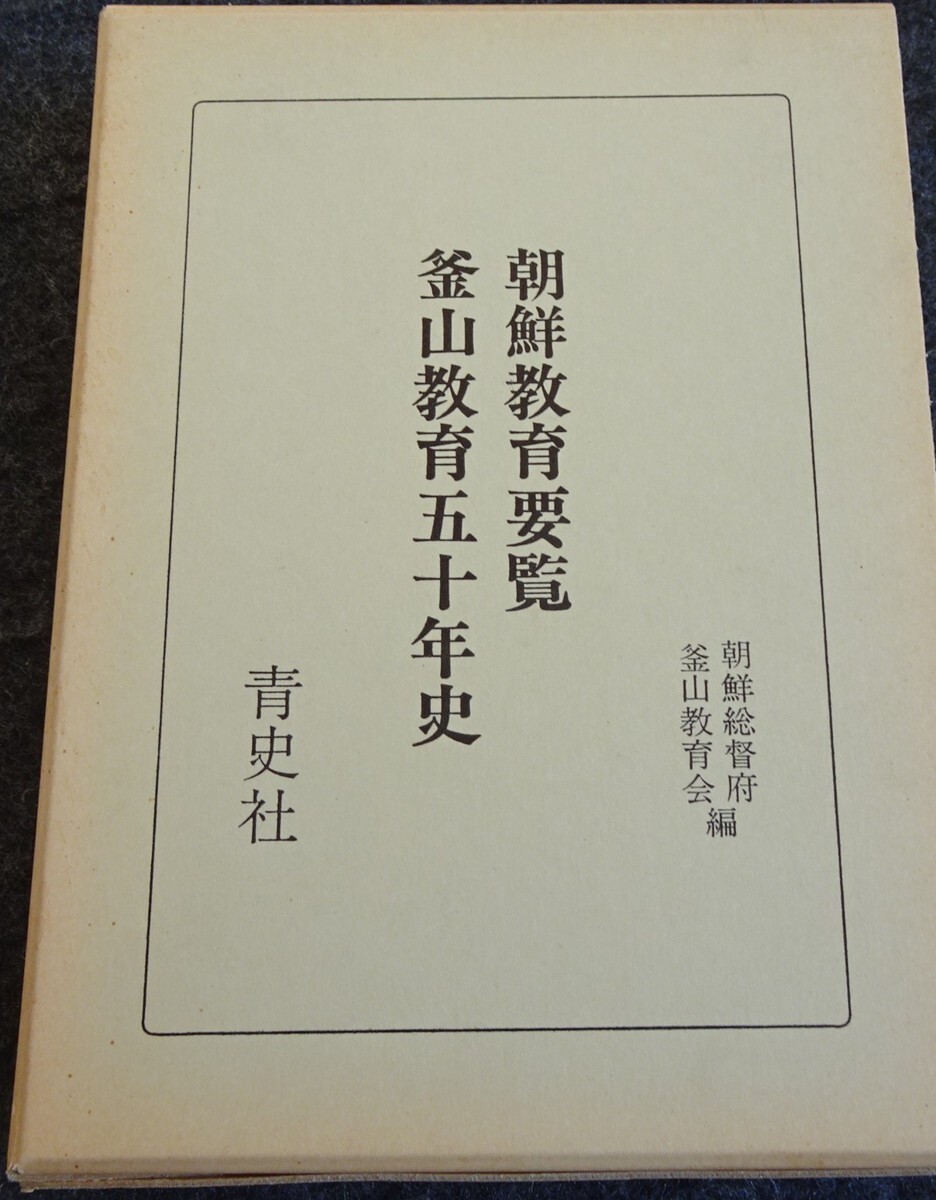 朝鮮総督府
釜山教育会
編
朝鮮教育要覧
釜山教育五十年史
青史社